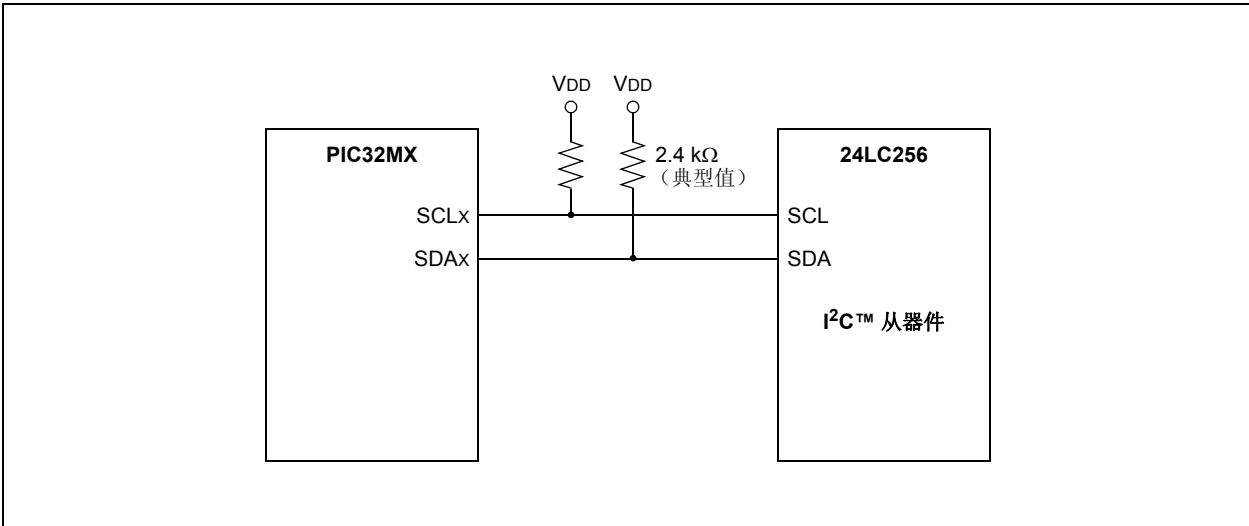 VDD VDD
PIC32MX
2.4 kΩ
（典型值）
24LC256
SCLx
SCL
SDAx
SDA
I²C™ 从器件